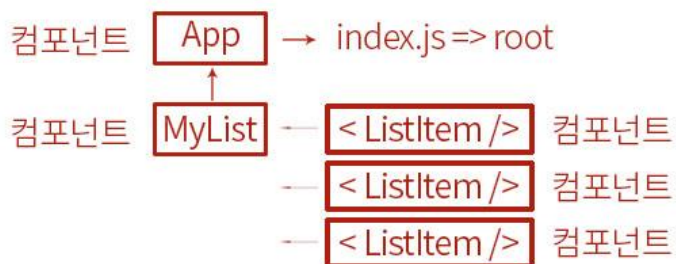 컴포넌트 App → index.js => root
컴포넌트 MyList ← < ListItem /> 컴포넌트
← < ListItem /> 컴포넌트
← < ListItem /> 컴포넌트